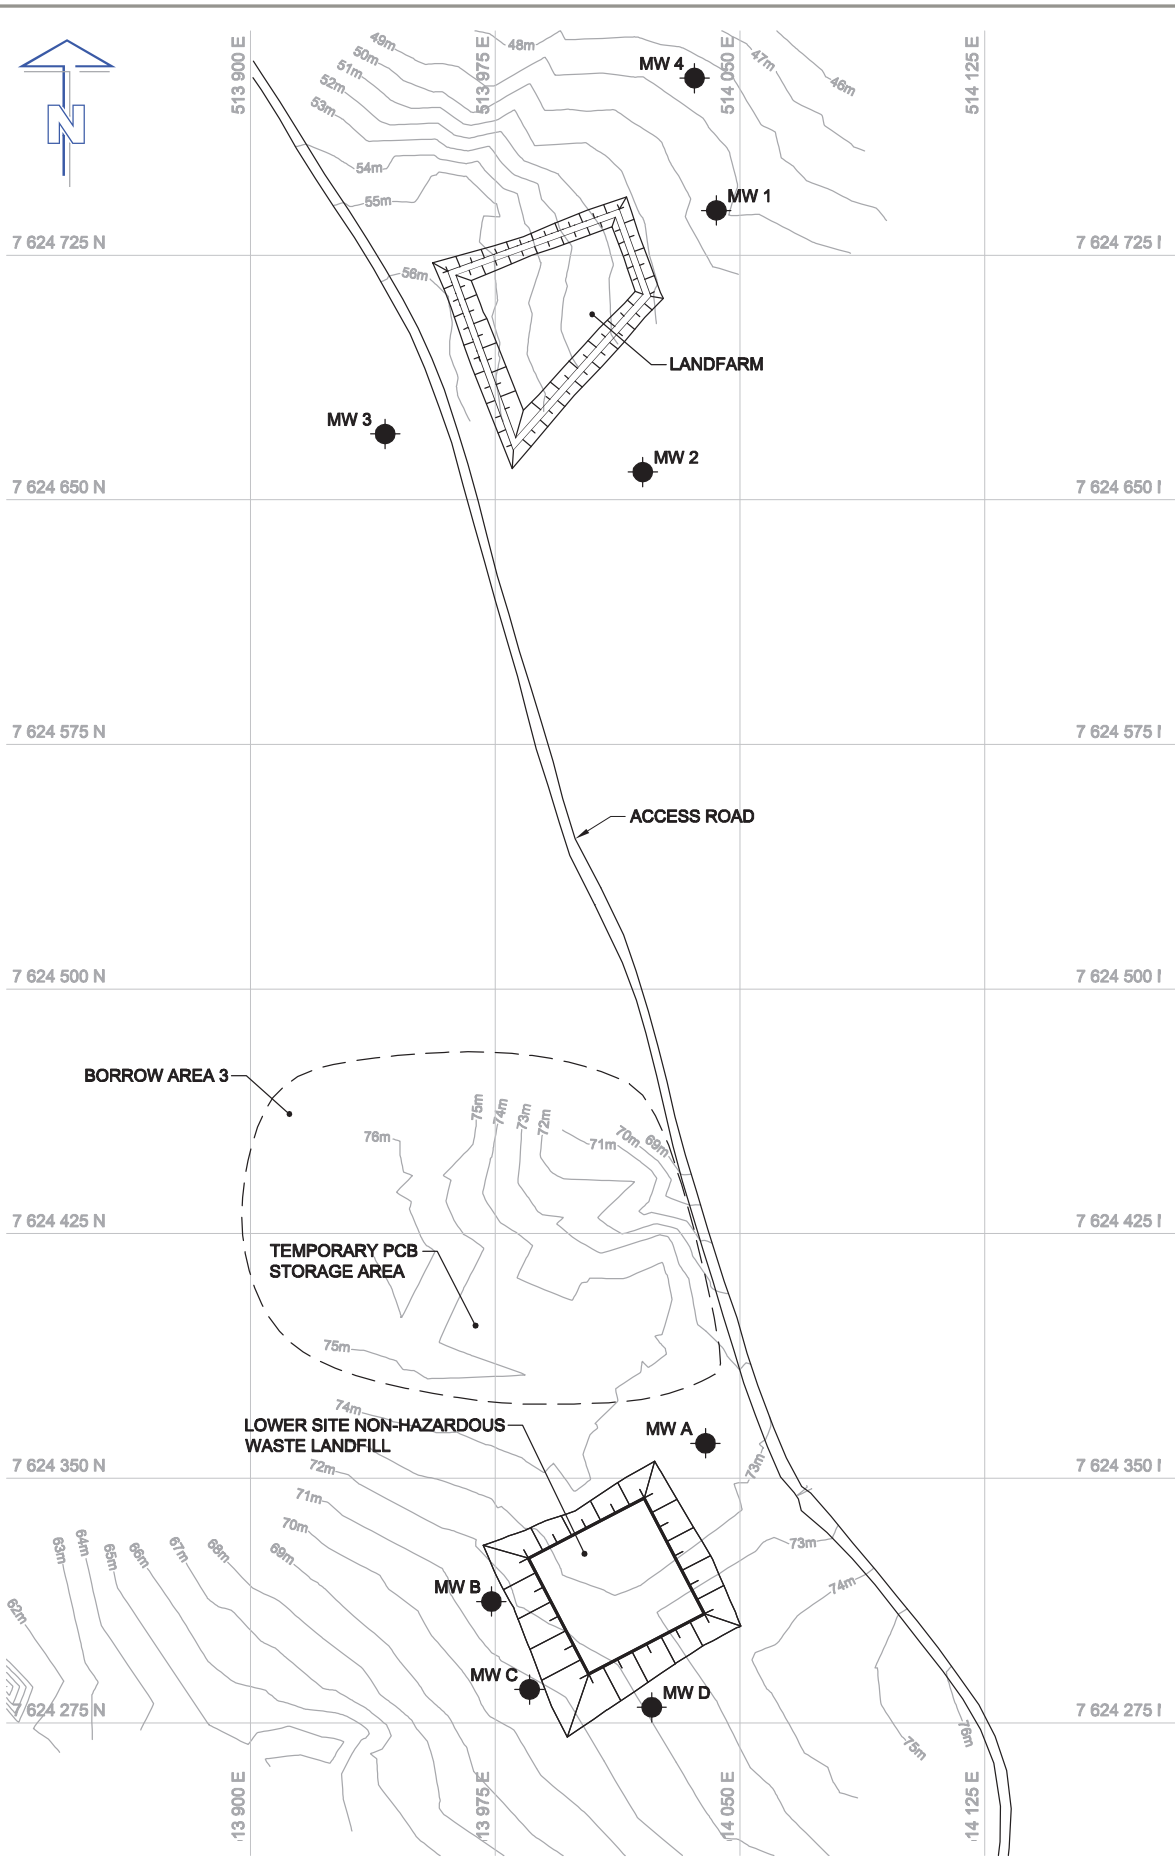 49m
48m
50m
51m
52m
53m
54m
55m
56m
47m
46m
513 900 E
513 975 E
514 050 E
514 125 E
N
MW 4
MW 1
7 624 725 N
7 624 725
LANDFARM
MW 3
MW 2
7 624 650 N
7 624 650
7 624 575 N
7 624 575
ACCESS ROAD
7 624 500 N
7 624 500
BORROW AREA 3
75m
74m
73m
72m
71m
70m
69m
76m
7 624 425 N
7 624 425
TEMPORARY PCB
STORAGE AREA
75m
74m
LOWER SITE NON-HAZARDOUS
WASTE LANDFILL
MW A
73m
7 624 350 N
7 624 350
72m
71m
70m
69m
68m
67m
66m
65m
64m
63m
62m
73m
74m
MW B
MW C
MW D
7 624 275 N
7 624 275
75m
76m
13 900 E
13 975 E
14 050 E
14 125 E